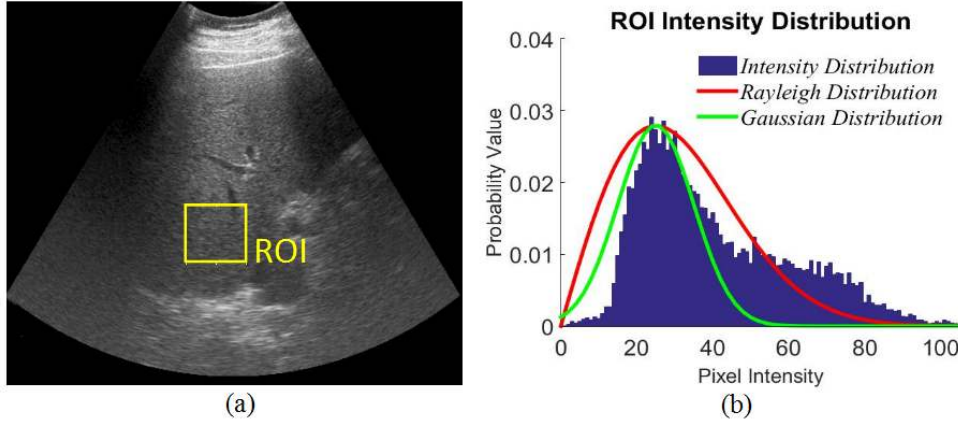 ROI
(a)
ROI Intensity Distribution
Intensity Distribution
Rayleigh Distribution
Gaussian Distribution
Probability Value
0.04
0.03
0.02
0.01
0
0 20 40 60 80 100
Pixel Intensity
(b)